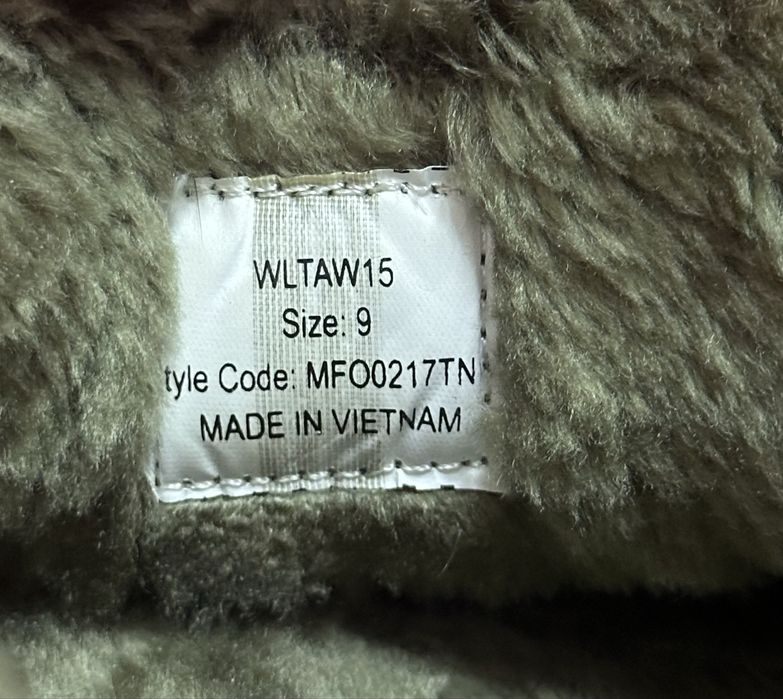 WLTAW15
Size: 9
tyle Code: MFO0217TN
MADE IN VIETNAM